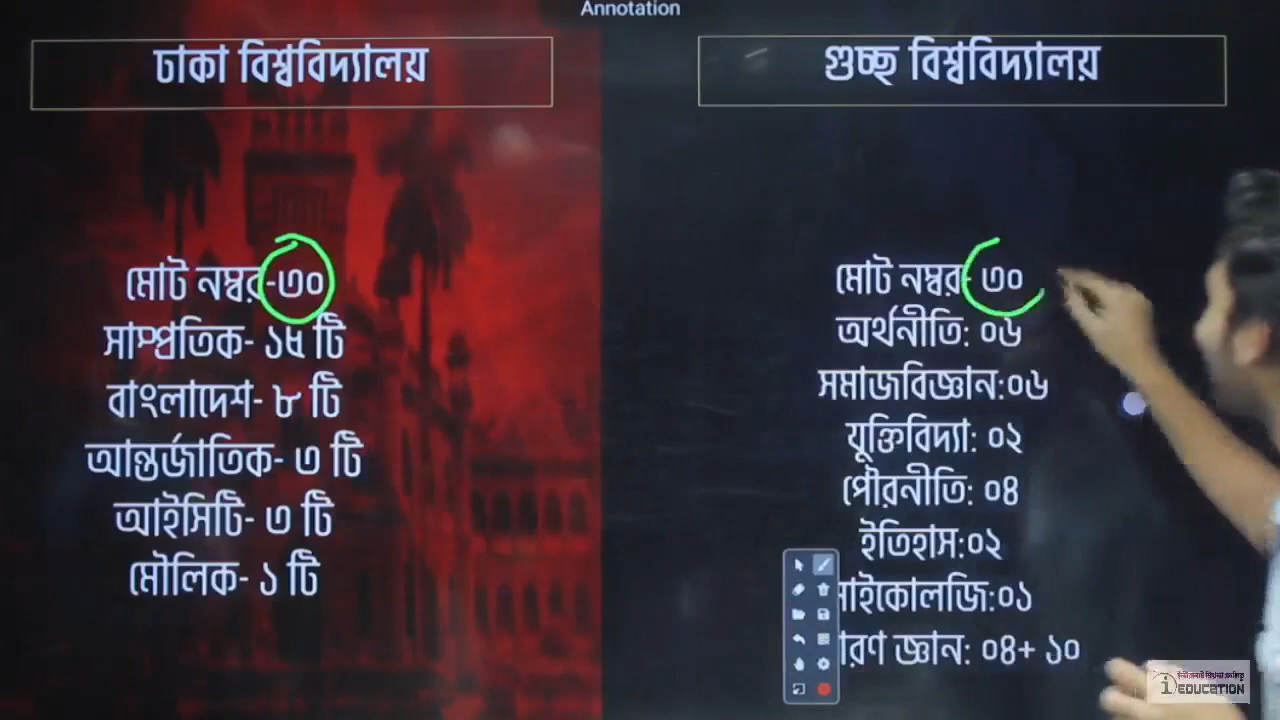 Annotation
ঢাকা বিশ্ববিদ্যালয়
মোট নম্বর-৩০
সাম্প্রতিক- ১৫ টি
বাংলাদেশ- ৮ টি
আন্তর্জাতিক- ৩ টি
আইসিটি- ৩ টি
মৌলিক- ১ টি
গুচ্ছ বিশ্ববিদ্যালয়
মোট নম্বর- ৩০
অর্থনীতি: ০৬
সমাজবিজ্ঞান:০৬
যুক্তিবিদ্যা: ০২
পৌরনীতি: ০৪
ইতিহাস:০২
সাইকোলজি:০১
ারণ জ্ঞান: ০৪+ ১০
iEDUCATION